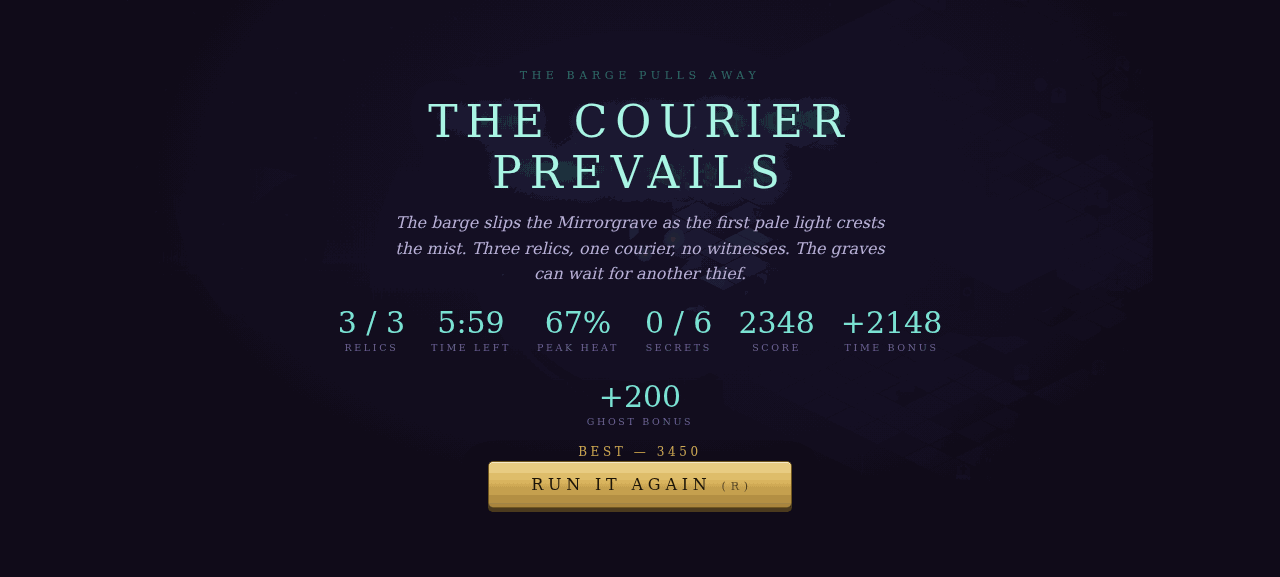 THE BARGE PULLS AWAY
THE COURIER
PREVAILS
The barge slips the Mirrorgrave as the first pale light crests
the mist. Three relics, one courier, no witnesses. The graves
can wait for another thief.
3 / 3 5:59 67% 0 / 6 2348 +2148
RELICS TIME LEFT PEAK HEAT SECRETS SCORE TIME BONUS
+200
GHOST BONUS
BEST — 3450
RUN IT AGAIN (R)